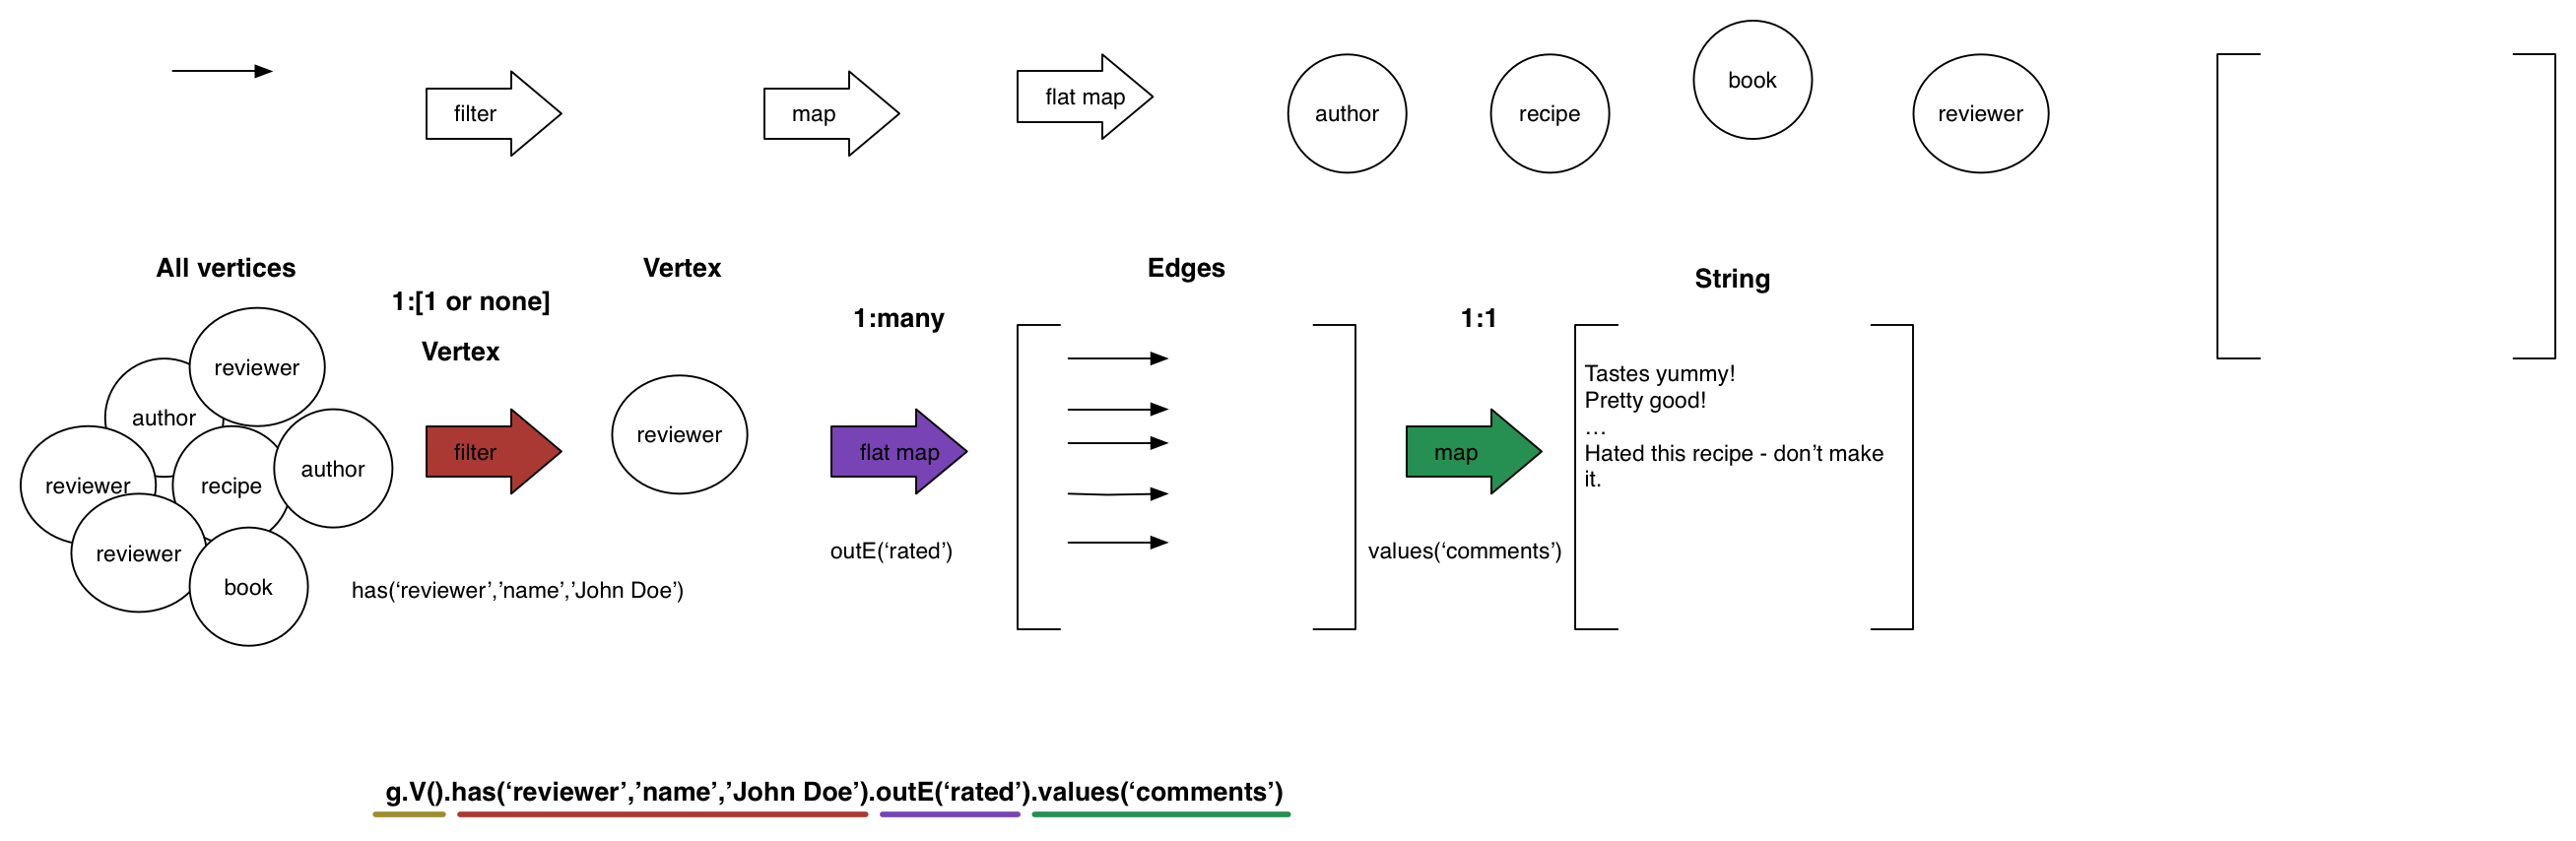 filter
map
flat map
author
recipe
book
reviewer
All vertices
1:[1 or none]
Vertex
Vertex
1:many
Edges
1:1
String
reviewer
author
reviewer
recipe
author
reviewer
book
filter
has(‘reviewer’,’name’,’John Doe’)
reviewer
flat map
outE(‘rated’)
map
values(‘comments’)
Tastes yummy!
Pretty good!
…
Hated this recipe - don’t make
it.
g.V().has(‘reviewer’,’name’,’John Doe’).outE(‘rated’).values(‘comments’)